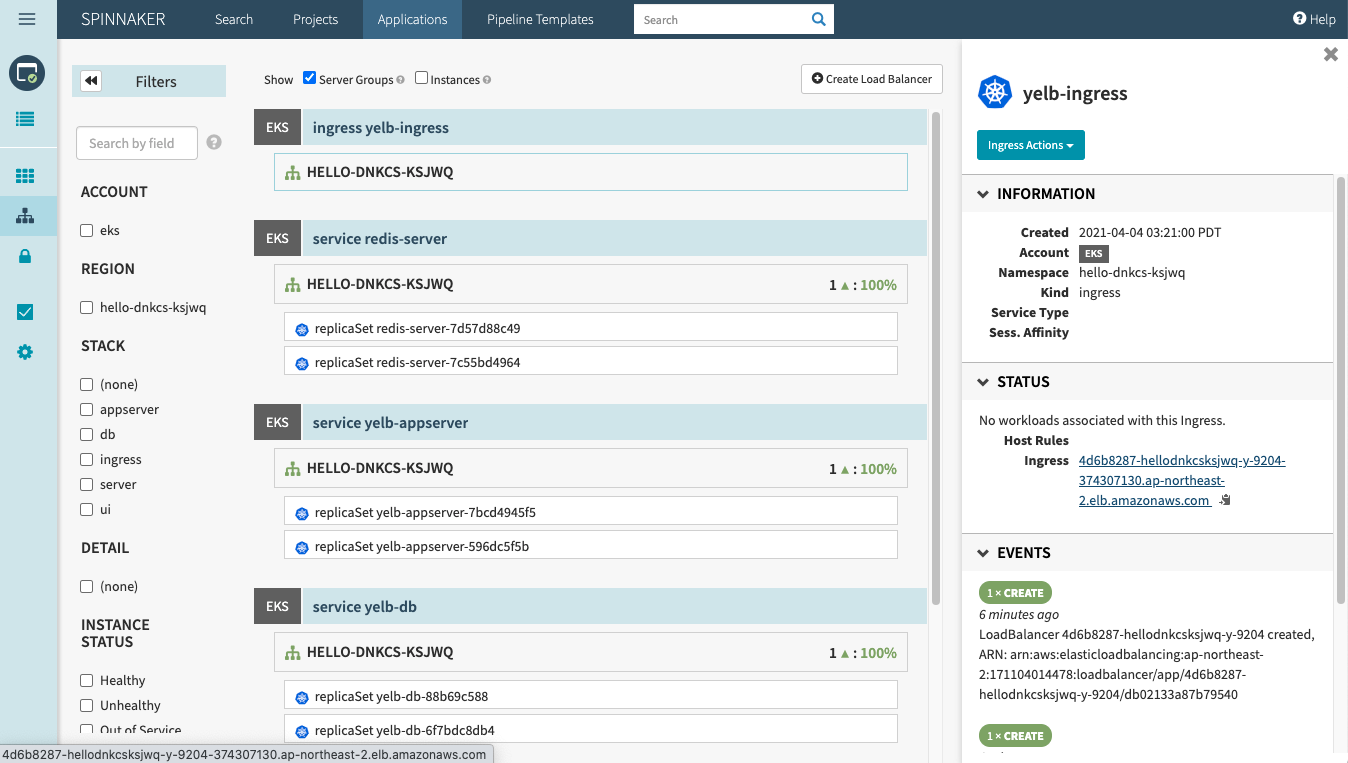 SPINNAKER
Search
Projects
Applications
Pipeline Templates
Search
Help
Filters
Search by field
ACCOUNT
eks
REGION
hello-dnkcs-ksjwq
STACK
(none)
appserver
db
ingress
server
ui
DETAIL
(none)
INSTANCE
STATUS
Healthy
Unhealthy
Out of Service
Show Server Groups Instances
Create Load Balancer
EKS ingress yelb-ingress
HELLO-DNKCS-KSJWQ
EKS service redis-server
HELLO-DNKCS-KSJWQ 1 ▲ : 100%
replicaSet redis-server-7d57d88c49
replicaSet redis-server-7c55bd4964
EKS service yelb-appserver
HELLO-DNKCS-KSJWQ 1 ▲ : 100%
replicaSet yelb-appserver-7bcd4945f5
replicaSet yelb-appserver-596dc5f5b
EKS service yelb-db
HELLO-DNKCS-KSJWQ 1 ▲ : 100%
replicaSet yelb-db-88b69c588
replicaSet yelb-db-6f7bdc8db4
yelb-ingress
Ingress Actions
INFORMATION
Created 2021-04-04 03:21:00 PDT
Account EKS
Namespace hello-dnkcs-ksjwq
Kind ingress
Service Type
Sess. Affinity
STATUS
No workloads associated with this Ingress.
Host Rules
Ingress 4d6b8287-hellodnkcsksjwq-y-9204-
374307130.ap-northeast-
2.elb.amazonaws.com
EVENTS
1 × CREATE
6 minutes ago
LoadBalancer 4d6b8287-hellodnkcsksjwq-y-9204 created,
ARN: arn:aws:elasticloadbalancing:ap-northeast-
2:171104014478:loadbalancer/app/4d6b8287-
hellodnkcsksjwq-y-9204/db02133a87b79540
1 × CREATE
4d6b8287-hellodnkcsksjwq-y-9204-374307130.ap-northeast-2.elb.amazonaws.com